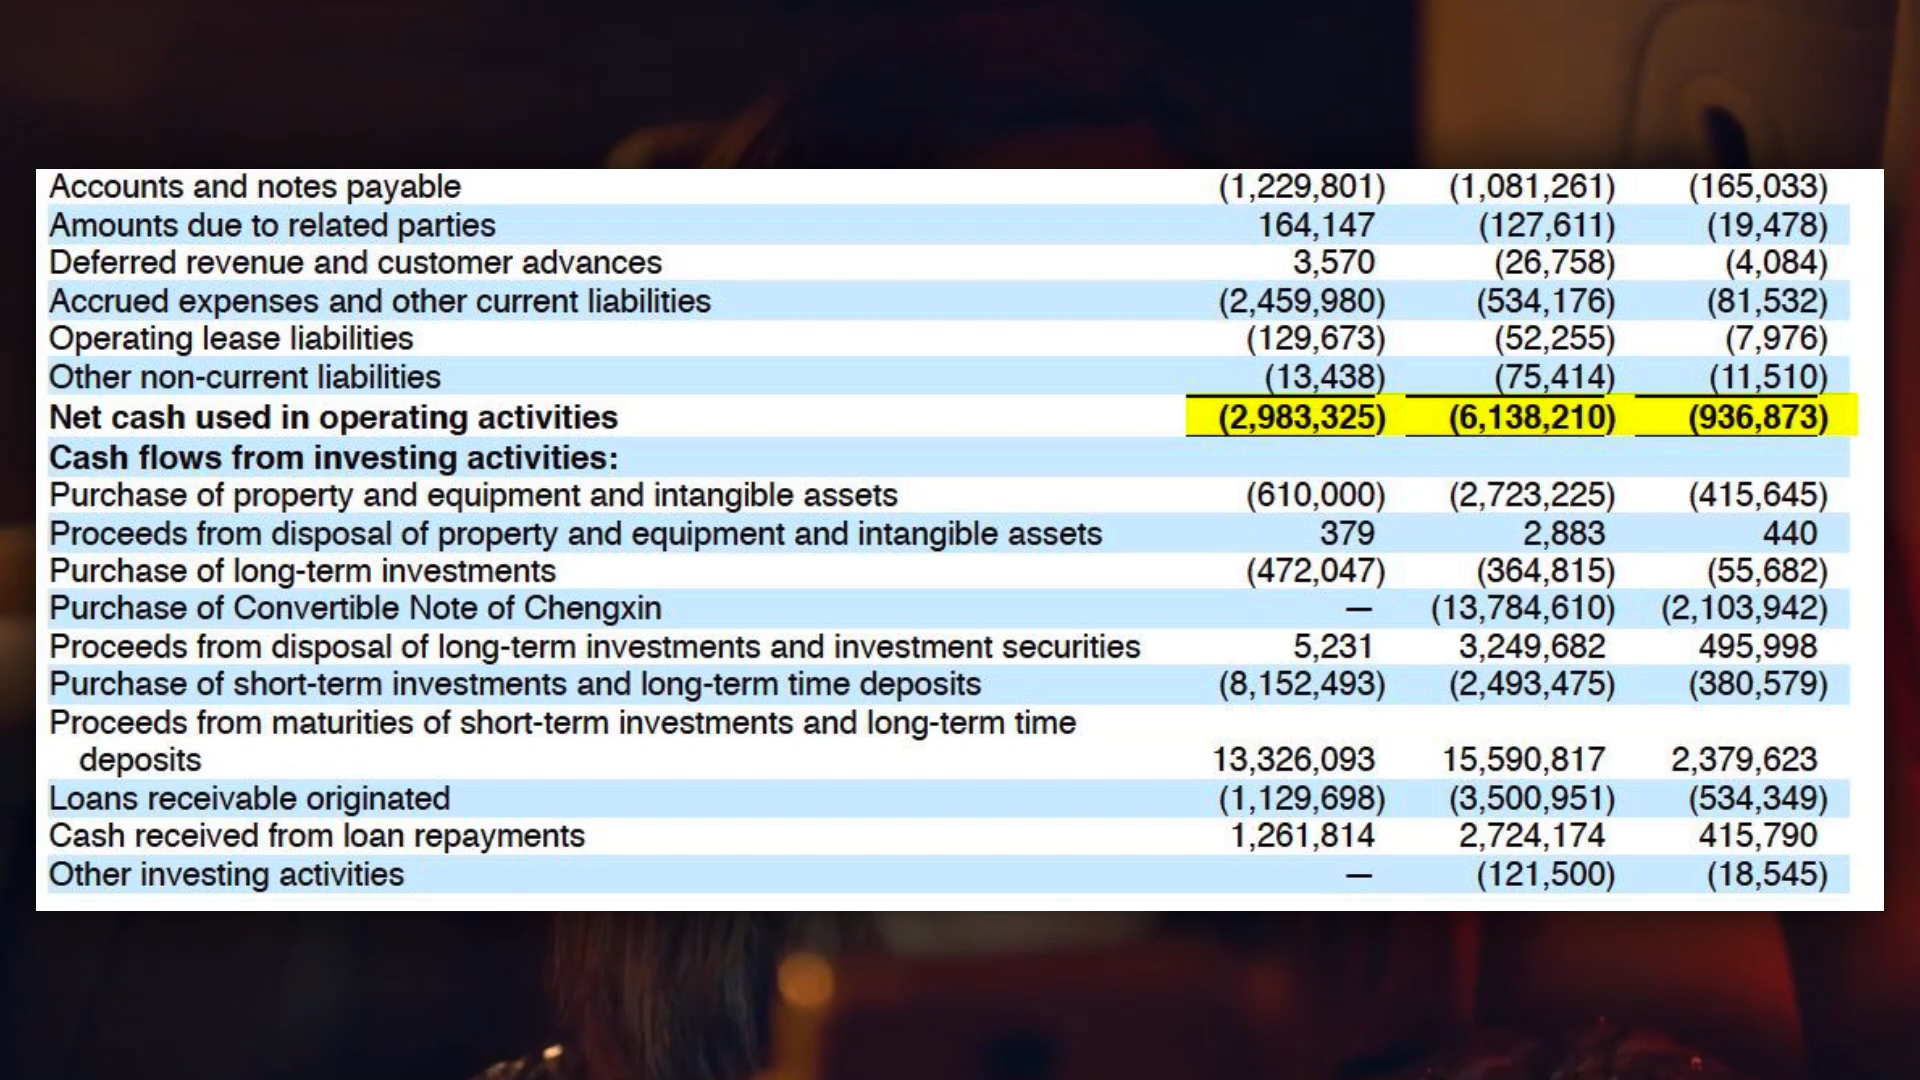 Accounts and notes payable (1,229,801) (1,081,261) (165,033)
Amounts due to related parties 164,147 (127,611) (19,478)
Deferred revenue and customer advances 3,570 (26,758) (4,084)
Accrued expenses and other current liabilities (2,459,980) (534,176) (81,532)
Operating lease liabilities (129,673) (52,255) (7,976)
Other non-current liabilities (13,438) (75,414) (11,510)
Net cash used in operating activities (2,983,325) (6,138,210) (936,873)
Cash flows from investing activities:
Purchase of property and equipment and intangible assets (610,000) (2,723,225) (415,645)
Proceeds from disposal of property and equipment and intangible assets 379 2,883 440
Purchase of long-term investments (472,047) (364,815) (55,682)
Purchase of Convertible Note of Chengxin — (13,784,610) (2,103,942)
Proceeds from disposal of long-term investments and investment securities 5,231 3,249,682 495,998
Purchase of short-term investments and long-term time deposits (8,152,493) (2,493,475) (380,579)
Proceeds from maturities of short-term investments and long-term time
deposits 13,326,093 15,590,817 2,379,623
Loans receivable originated (1,129,698) (3,500,951) (534,349)
Cash received from loan repayments 1,261,814 2,724,174 415,790
Other investing activities — (121,500) (18,545)